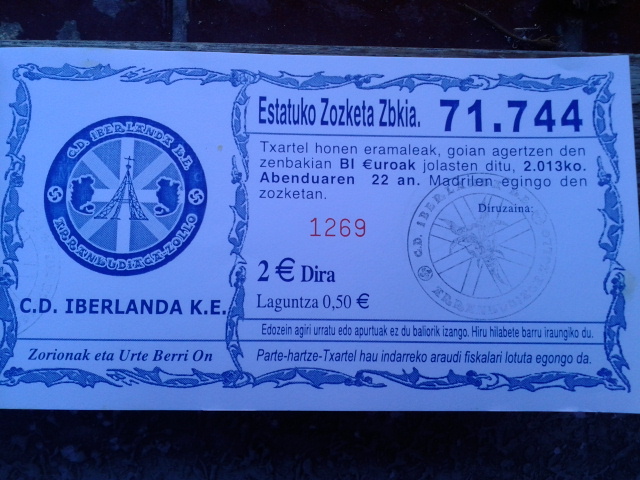 C.D. IBERLANDA K.E.
ARRANKUDIAGA-ZOLLO
C.D. IBERLANDA K.E.
Zorionak eta Urte Berri On
Estatuko Zozketa Zbkia. 71.744
Txartel honen eramaleak, goian agertzen den
zenbakian BI €uroak jolasten ditu, 2.013ko.
Abenduaren 22 an. Madrilen egingo den
zozketan.
Diruzaina:
1269
2 € Dira
Laguntza 0,50 €
Edozein agiri urratu edo apurtuak ez du baliorik izango. Hiru hilabete barru iraungiko du.
Parte-hartze-Txartel hau indarreko araudi fiskalari lotuta egongo da.